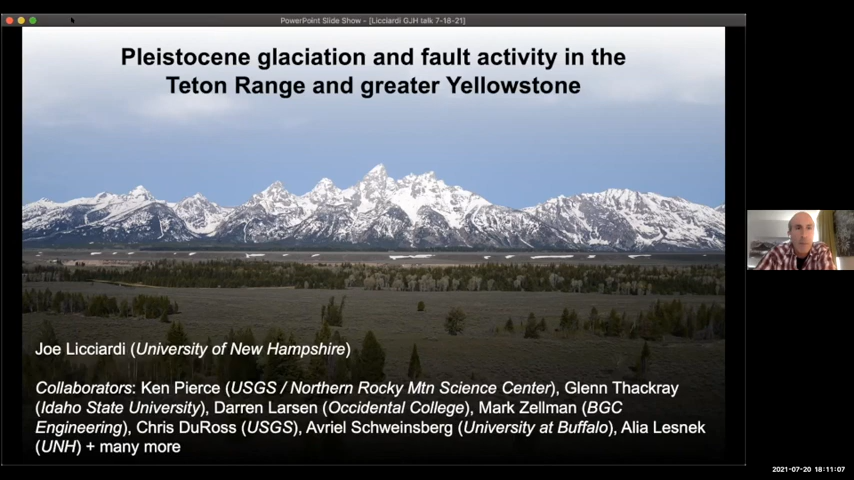 PowerPoint Slide Show - [Licciardi GJH talk 7-18-21]
Pleistocene glaciation and fault activity in the
Teton Range and greater Yellowstone
Joe Licciardi (University of New Hampshire)
Collaborators: Ken Pierce (USGS / Northern Rocky Mtn Science Center), Glenn Thackray
(Idaho State University), Darren Larsen (Occidental College), Mark Zellman (BGC
Engineering), Chris DuRoss (USGS), Avriel Schweinsberg (University at Buffalo), Alia Lesnek
(UNH) + many more
2021-07-20 18:11:07